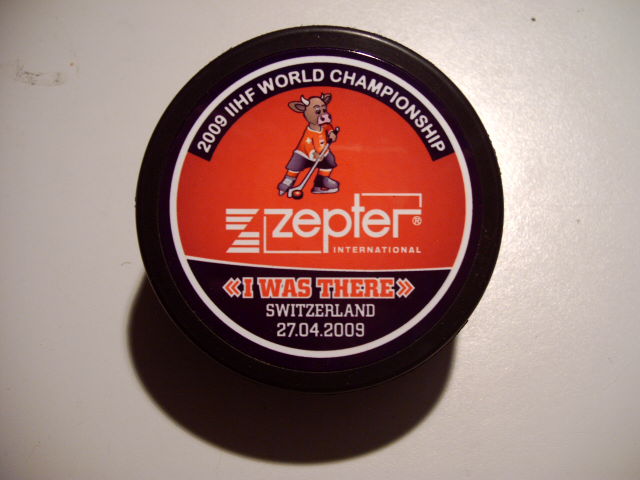 2009 IIHF WORLD CHAMPIONSHIP
zepter®
INTERNATIONAL
«I WAS THERE»
SWITZERLAND
27.04.2009